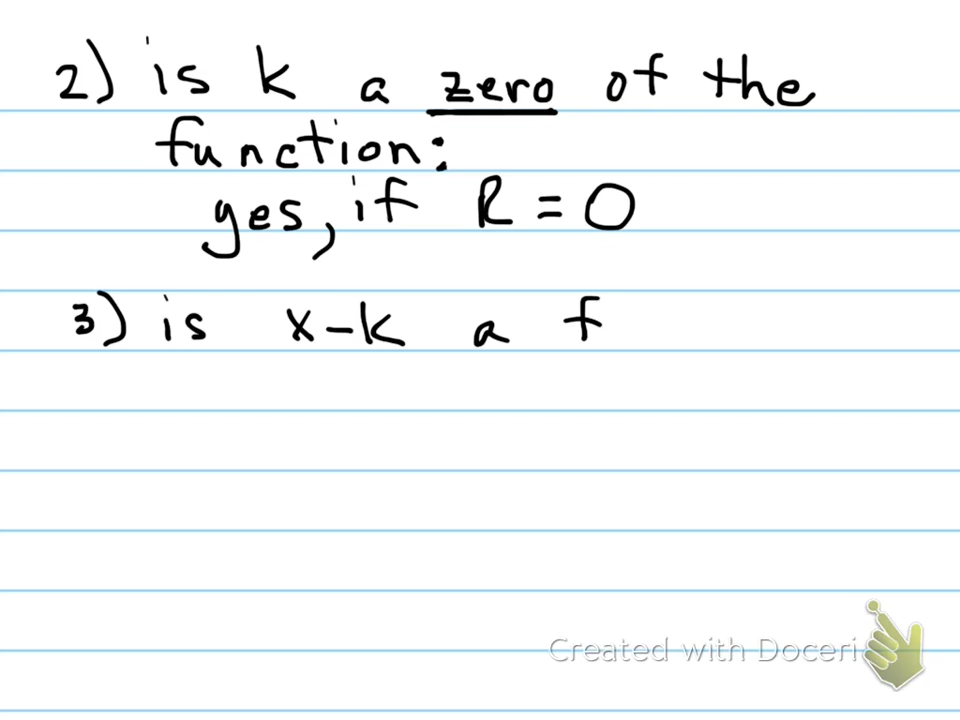 2) is k a zero of the
function:
yes, if R = 0
3) is x-k a f
Created with Doceri